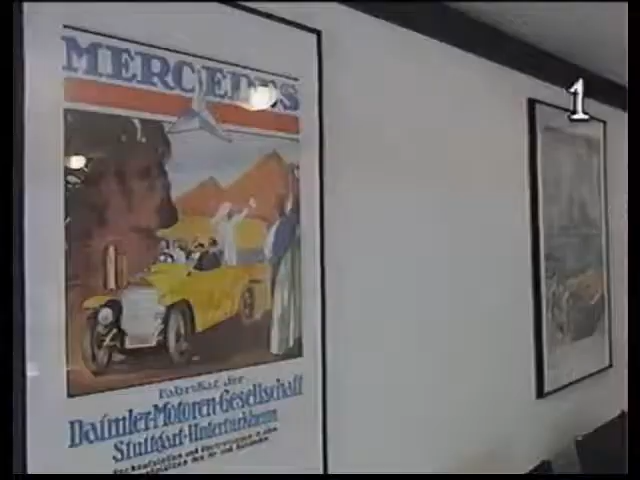 MERCEDES
1
Fabrikat der
Daimler-Motoren-Gesellschaft
Stuttgart-Untertürkheim